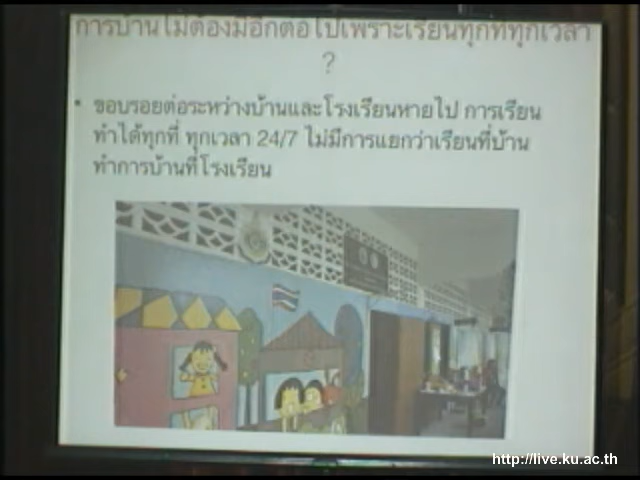 การบ้านไม่ต้องมีอีกต่อไปเพราะเรียนทุกที่ทุกเวลา
?
• ขอบรอยต่อระหว่างบ้านและโรงเรียนหายไป การเรียน
ทำได้ทุกที่ ทุกเวลา 24/7 ไม่มีการแยกว่าเรียนที่บ้าน
ทำการบ้านที่โรงเรียน
http://live.ku.ac.th